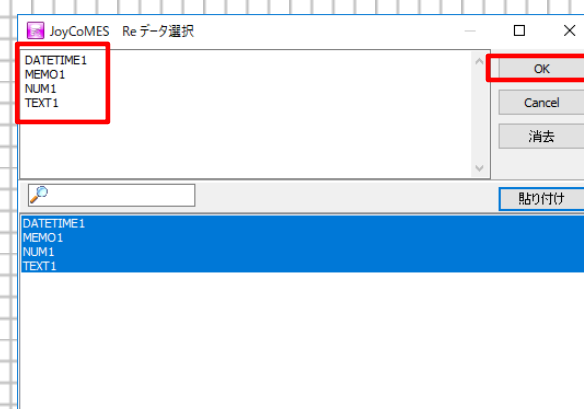 JoyCoMES Re データ選択
DATETIME1
MEMO1
NUM1
TEXT1
OK
Cancel
消去
貼り付け
DATETIME1
MEMO1
NUM1
TEXT1